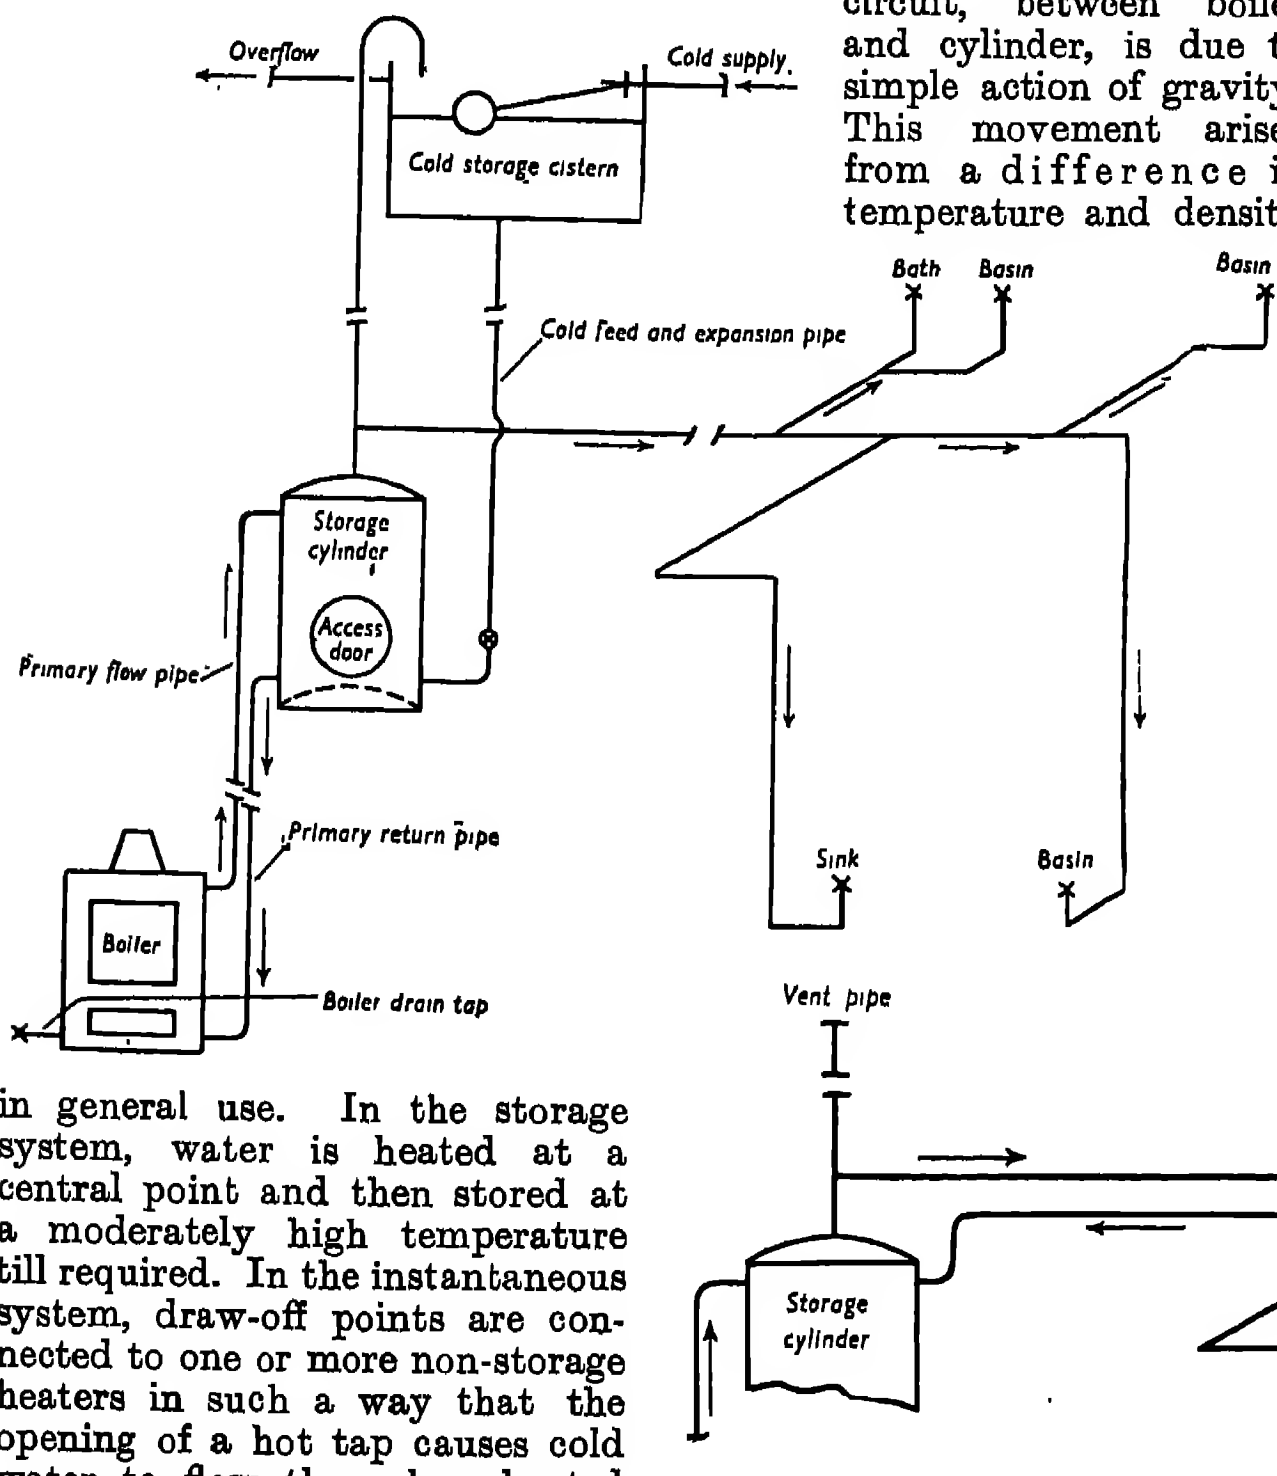 circuit, between
and cylinder, is due
simple action of gravity
This movement
from a difference
temperature and
Overflow
Cold supply.
Cold storage cistern
Bath Basin
Basin
Cold feed and expansion pipe
Storage
cylinder
Access
door
Primary flow pipe
Primary return pipe
Sink
Basin
Boiler
Boiler drain tap
Vent pipe
in general use. In the storage
system, water is heated at a
central point and then stored at
a moderately high temperature
till required. In the instantaneous
system, draw-off points are con-
nected to one or more non-storage
heaters in such a way that the
opening of a hot tap causes cold
Storage
cylinder